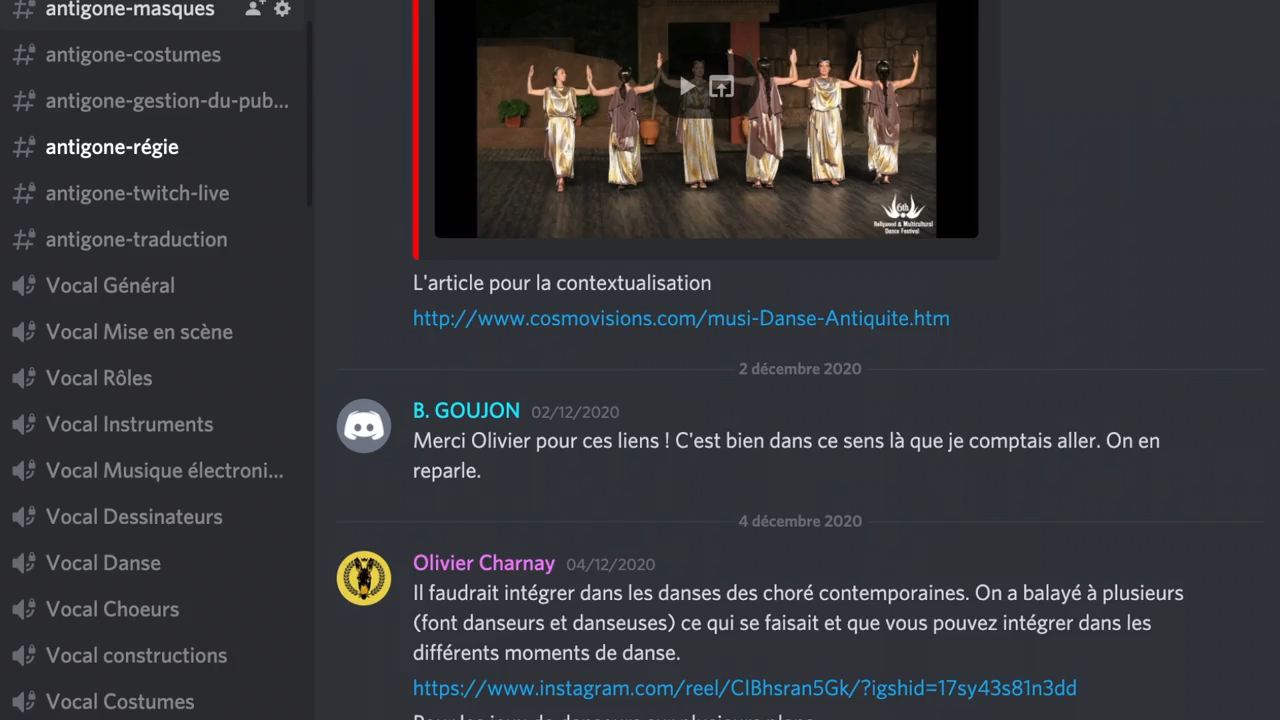 antigone-masques
antigone-costumes
antigone-gestion-du-pub...
antigone-régie
antigone-twitch-live
antigone-traduction
Vocal Général
Vocal Mise en scène
Vocal Rôles
Vocal Instruments
Vocal Musique électroni...
Vocal Dessinateurs
Vocal Danse
Vocal Choeurs
Vocal constructions
Vocal Costumes
6th
Bollywood & Multicultural
Dance Festival
L'article pour la contextualisation
http://www.cosmovisions.com/musi-Danse-Antiquite.htm
2 décembre 2020
B. GOUJON 02/12/2020
Merci Olivier pour ces liens ! C'est bien dans ce sens là que je comptais aller. On en
reparle.
4 décembre 2020
Olivier Charnay 04/12/2020
Il faudrait intégrer dans les danses des choré contemporaines. On a balayé à plusieurs
(font danseurs et danseuses) ce qui se faisait et que vous pouvez intégrer dans les
différents moments de danse.
https://www.instagram.com/reel/CIBhsran5Gk/?igshid=17sy43s81n3dd